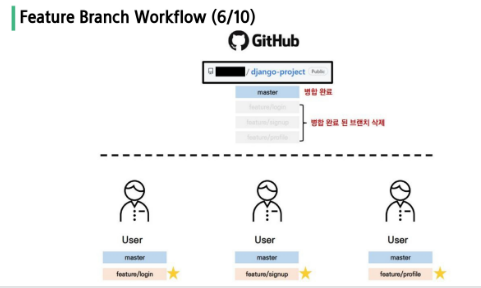 Feature Branch Workflow (6/10)
GitHub
/ django-project Public
master 병합 완료
feature/login
feature/signup 병합 완료 된 브랜치 삭제
feature/profile
User User User
master master master
feature/login feature/signup feature/profile